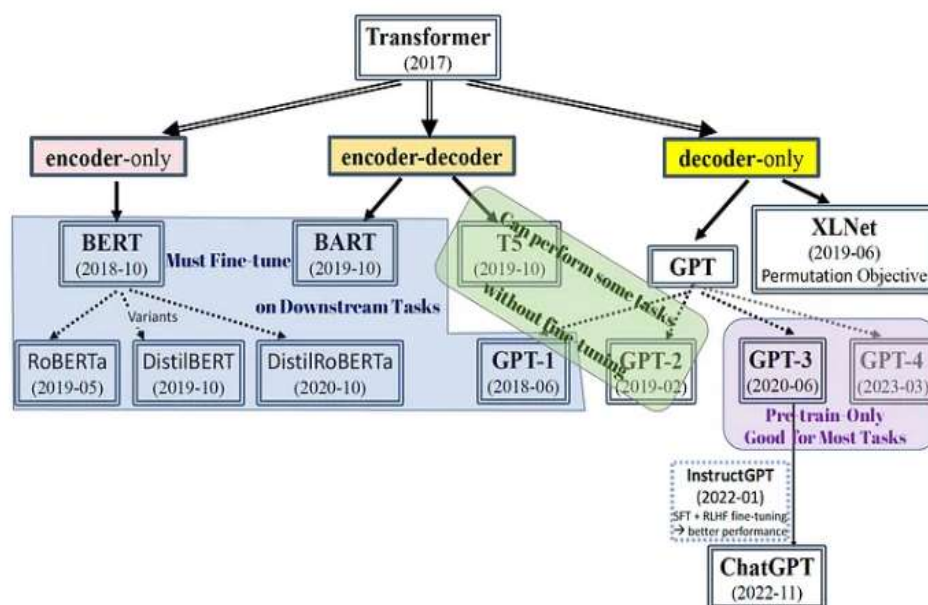 Transformer
(2017)
encoder-only
encoder-decoder
decoder-only
BERT
(2018-10)
Must Fine-tune
BART
(2019-10)
T5
(2019-10)
Can perform some tasks
without fine-tuning
GPT
XLNet
(2019-06)
Permutation Objective
on Downstream Tasks
Variants
RoBERTa
(2019-05)
DistilBERT
(2019-10)
DistilRoBERTa
(2020-10)
GPT-1
(2018-06)
GPT-2
(2019-02)
GPT-3
(2020-06)
GPT-4
(2023-03)
Pre-train-Only
Good for Most Tasks
InstructGPT
(2022-01)
SFT + RLHF fine-tuning
→ better performance
ChatGPT
(2022-11)